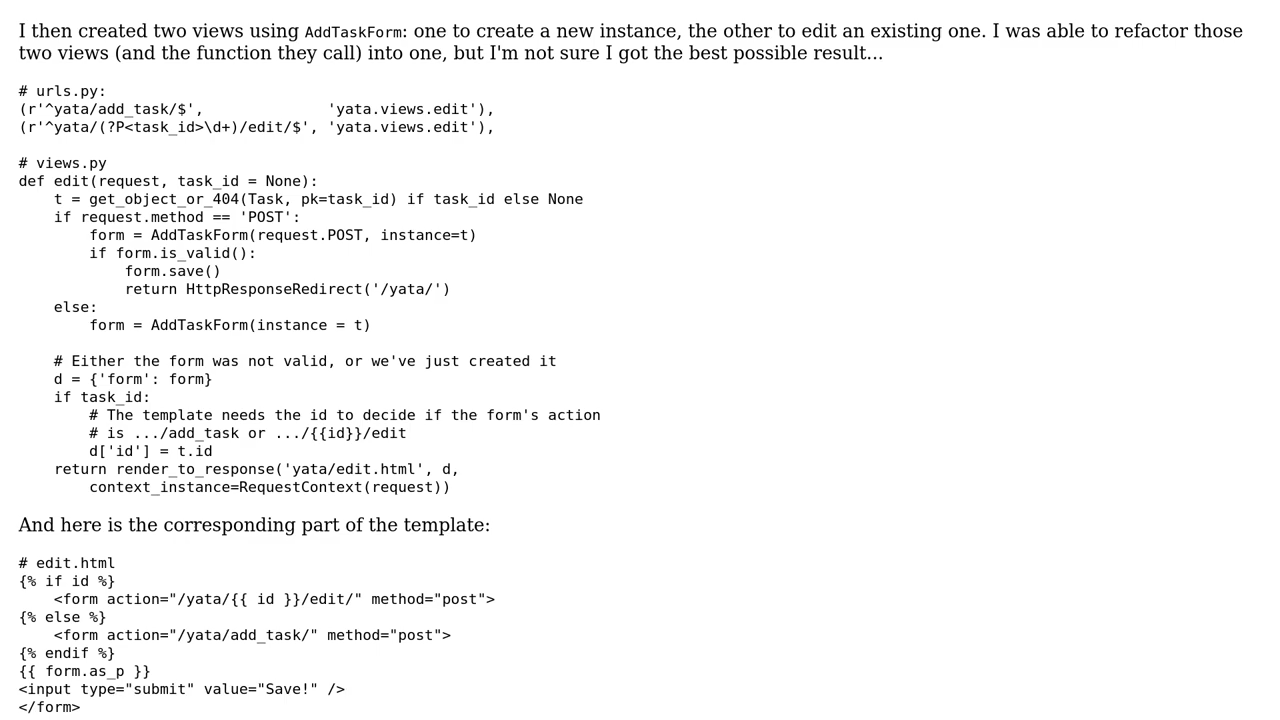 I then created two views using AddTaskForm: one to create a new instance, the other to edit an existing one. I was able to refactor those
two views (and the function they call) into one, but I'm not sure I got the best possible result...
# urls.py:
(r'^yata/add_task/$',              'yata.views.edit'),
(r'^yata/(?P<task_id>\d+)/edit/$', 'yata.views.edit'),
# views.py
def edit(request, task_id = None):
    t = get_object_or_404(Task, pk=task_id) if task_id else None
    if request.method == 'POST':
        form = AddTaskForm(request.POST, instance=t)
        if form.is_valid():
            form.save()
            return HttpResponseRedirect('/yata/')
    else:
        form = AddTaskForm(instance = t)
    # Either the form was not valid, or we've just created it
    d = {'form': form}
    if task_id:
        # The template needs the id to decide if the form's action
        # is .../add_task or .../{{id}}/edit
        d['id'] = t.id
    return render_to_response('yata/edit.html', d,
        context_instance=RequestContext(request))
And here is the corresponding part of the template:
# edit.html
{% if id %}
    <form action="/yata/{{ id }}/edit/" method="post">
{% else %}
    <form action="/yata/add_task/" method="post">
{% endif %}
{{ form.as_p }}
<input type="submit" value="Save!" />
</form>